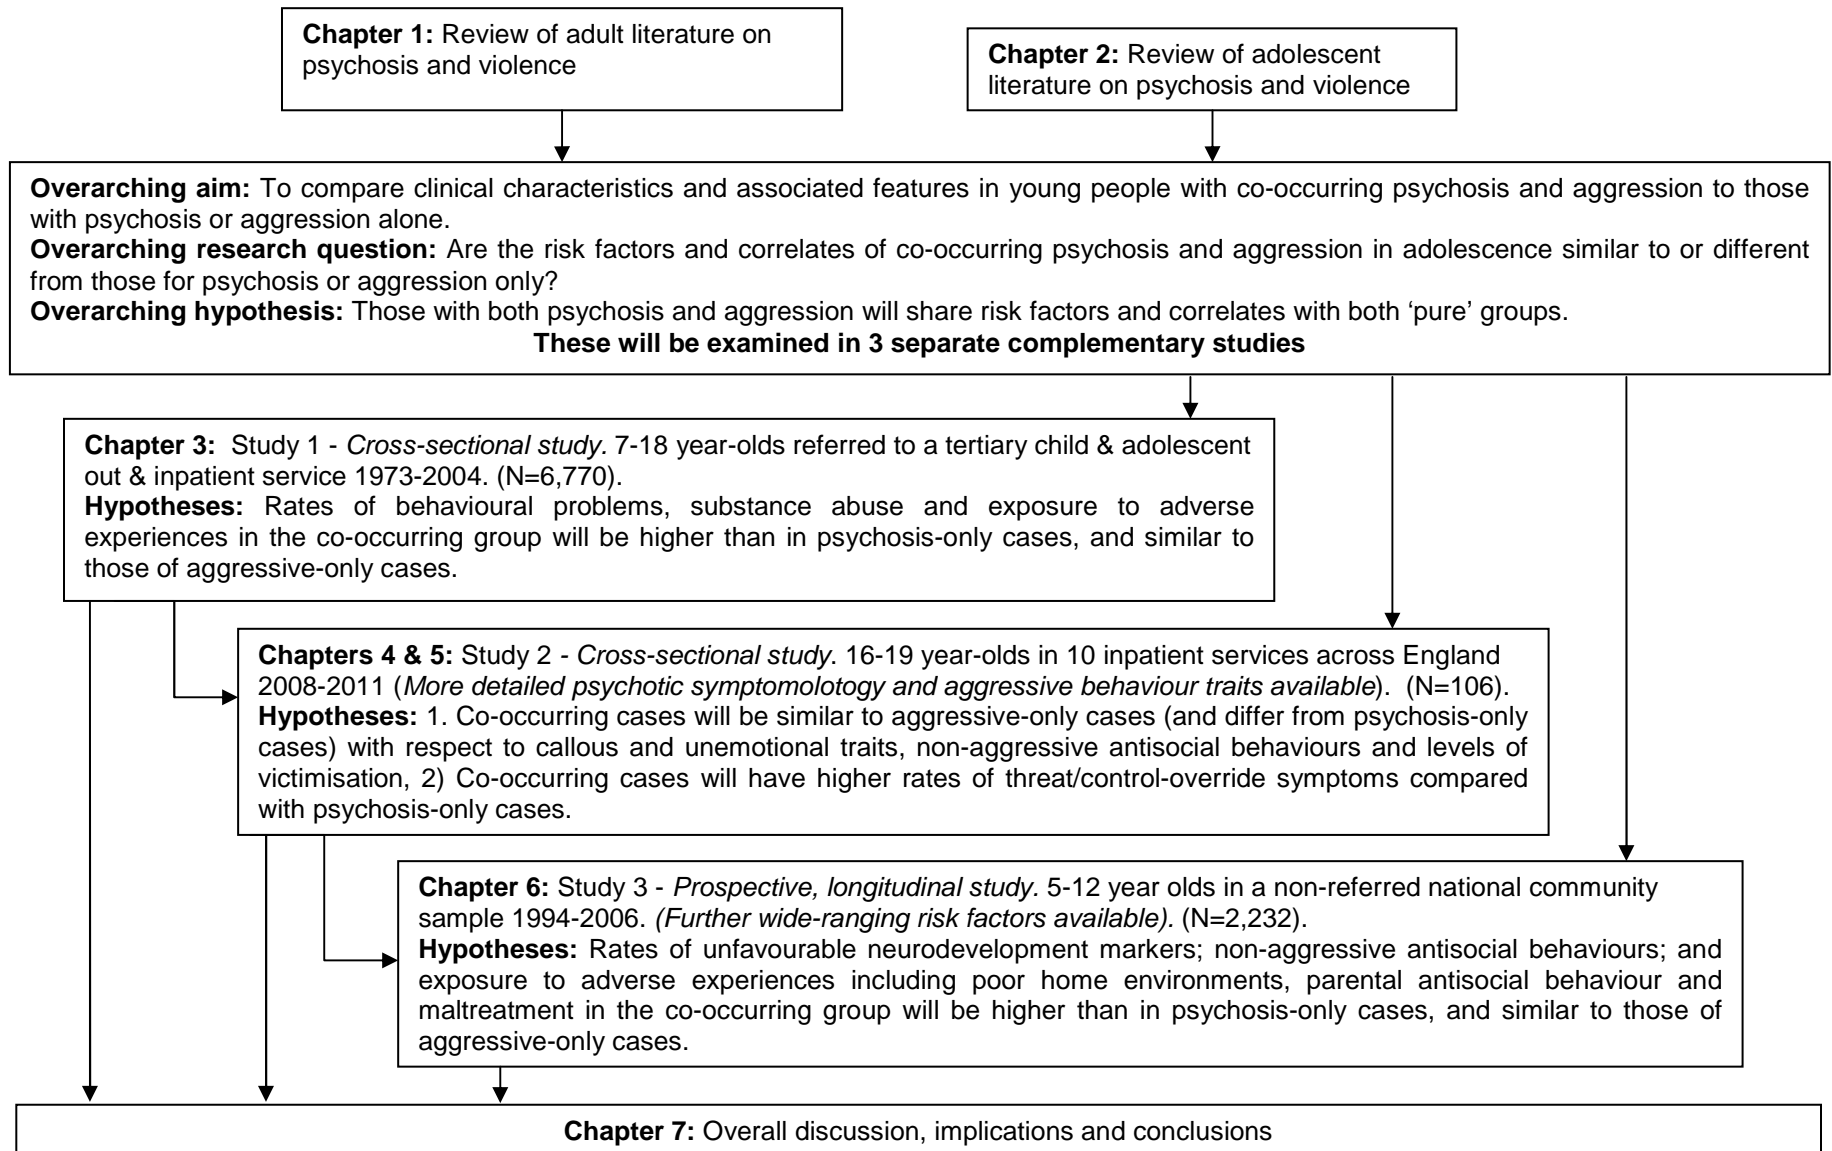 Chapter 1: Review of adult literature on
psychosis and violence
Chapter 2: Review of adolescent
literature on psychosis and violence
Overarching aim: To compare clinical characteristics and associated features in young people with co-occurring psychosis and aggression to those
with psychosis or aggression alone.
Overarching research question: Are the risk factors and correlates of co-occurring psychosis and aggression in adolescence similar to or different
from those for psychosis or aggression only?
Overarching hypothesis: Those with both psychosis and aggression will share risk factors and correlates with both 'pure' groups.
These will be examined in 3 separate complementary studies
Chapter 3: Study 1 - Cross-sectional study. 7-18 year-olds referred to a tertiary child & adolescent
out & inpatient service 1973-2004. (N=6,770).
Hypotheses: Rates of behavioural problems, substance abuse and exposure to adverse
experiences in the co-occurring group will be higher than in psychosis-only cases, and similar to
those of aggressive-only cases.
Chapters 4 & 5: Study 2 - Cross-sectional study. 16-19 year-olds in 10 inpatient services across England
2008-2011 (More detailed psychotic symptomolotogy and aggressive behaviour traits available). (N=106).
Hypotheses: 1. Co-occurring cases will be similar to aggressive-only cases (and differ from psychosis-only
cases) with respect to callous and unemotional traits, non-aggressive antisocial behaviours and levels of
victimisation, 2) Co-occurring cases will have higher rates of threat/control-override symptoms compared
with psychosis-only cases.
Chapter 6: Study 3 - Prospective, longitudinal study. 5-12 year olds in a non-referred national community
sample 1994-2006. (Further wide-ranging risk factors available). (N=2,232).
Hypotheses: Rates of unfavourable neurodevelopment markers; non-aggressive antisocial behaviours; and
exposure to adverse experiences including poor home environments, parental antisocial behaviour and
maltreatment in the co-occurring group will be higher than in psychosis-only cases, and similar to those of
aggressive-only cases.
Chapter 7: Overall discussion, implications and conclusions